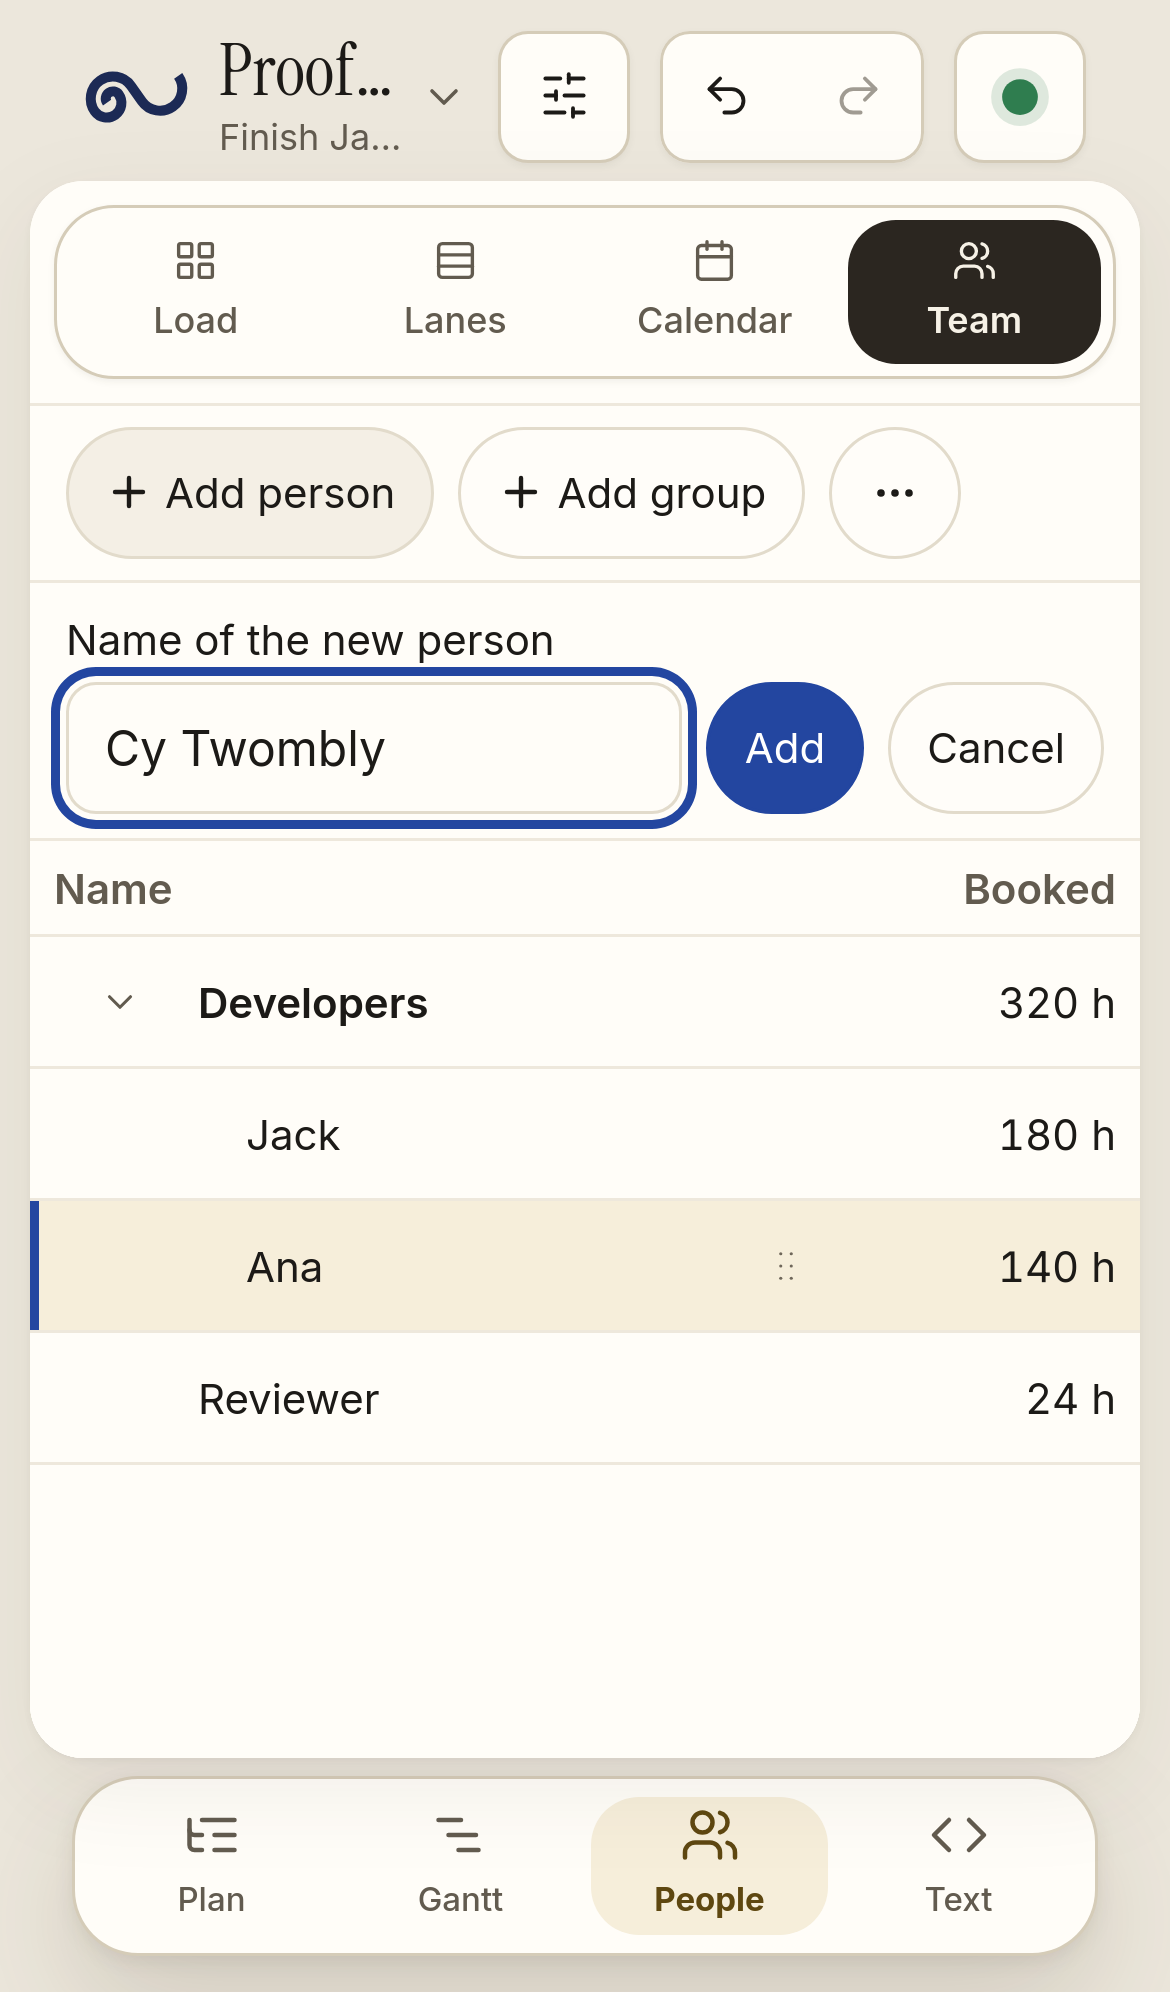 Proof...
Finish Ja...
Load
Lanes
Calendar
Team
+ Add person
+ Add group
...
Name of the new person
Cy Twombly
Add
Cancel
Name
Booked
Developers
320 h
Jack
180 h
Ana
140 h
Reviewer
24 h
Plan
Gantt
People
Text